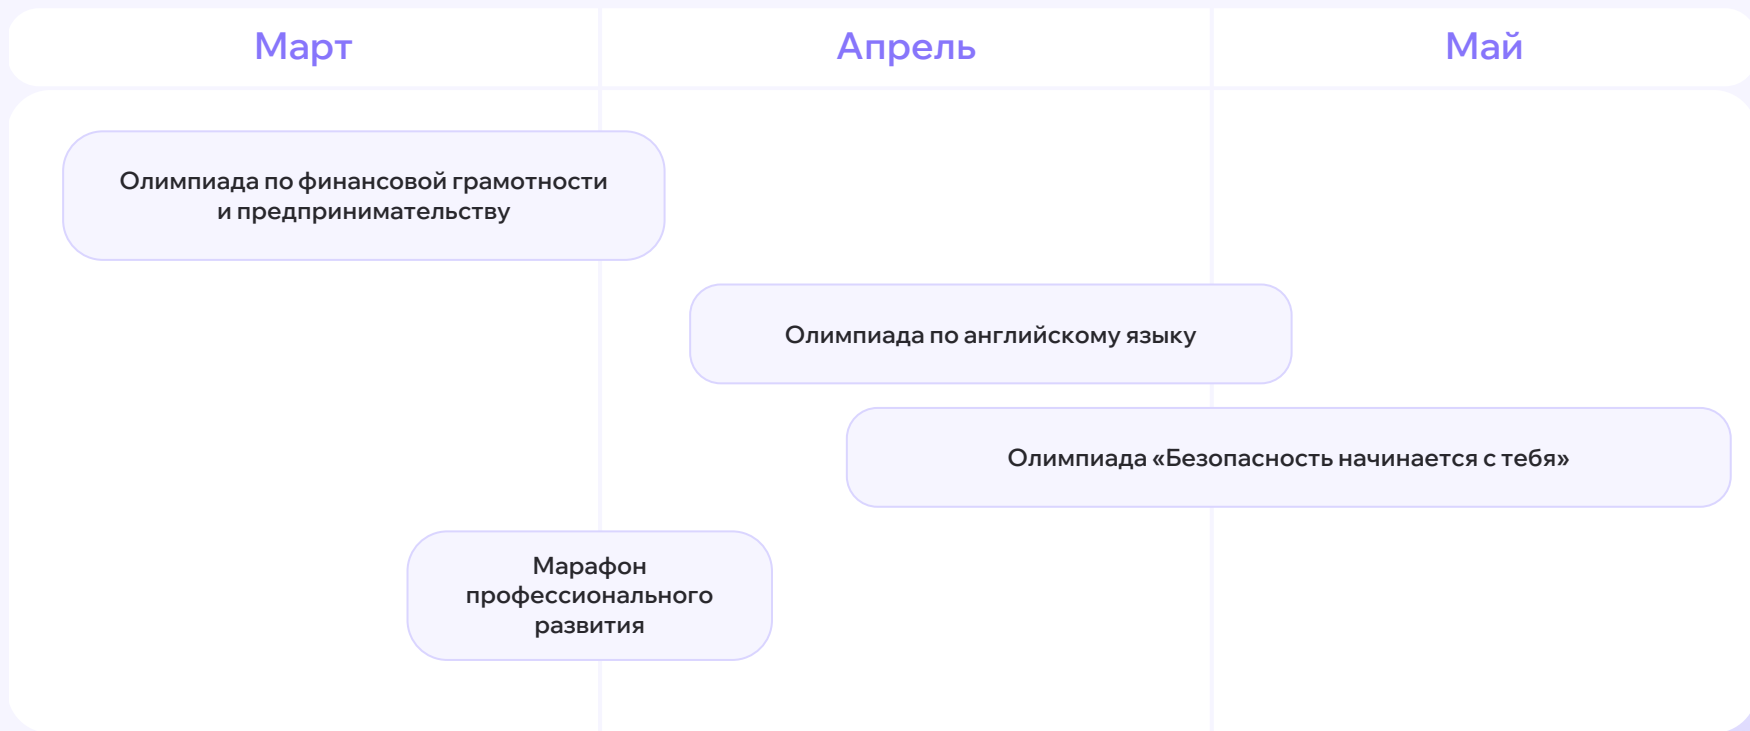 Март
Апрель
Май
Олимпиада по финансовой грамотности
и предпринимательству
Олимпиада по английскому языку
Олимпиада «Безопасность начинается с тебя»
Марафон
профессионального
развития